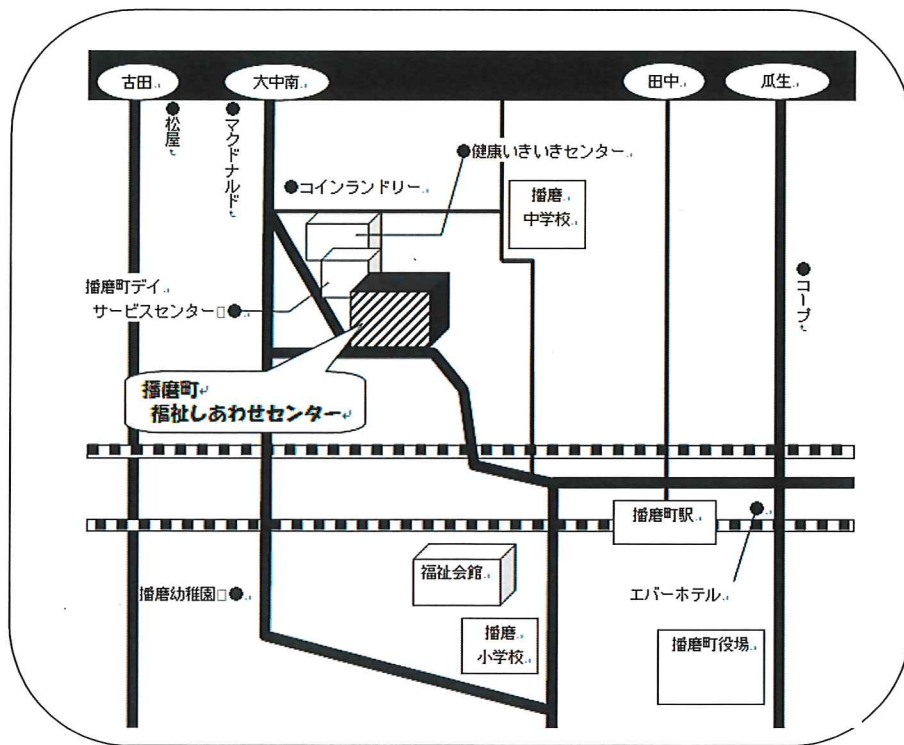 古田
大中南
田中
瓜生
松屋
マクドナルド
健康いきいきセンター
コインランドリー
播磨
中学校
播磨町デイ
サービスセンター
コープ
播磨町
福祉しあわせセンター
播磨町駅
福祉会館
播磨幼稚園
エバーホテル
播磨
小学校
播磨町役場